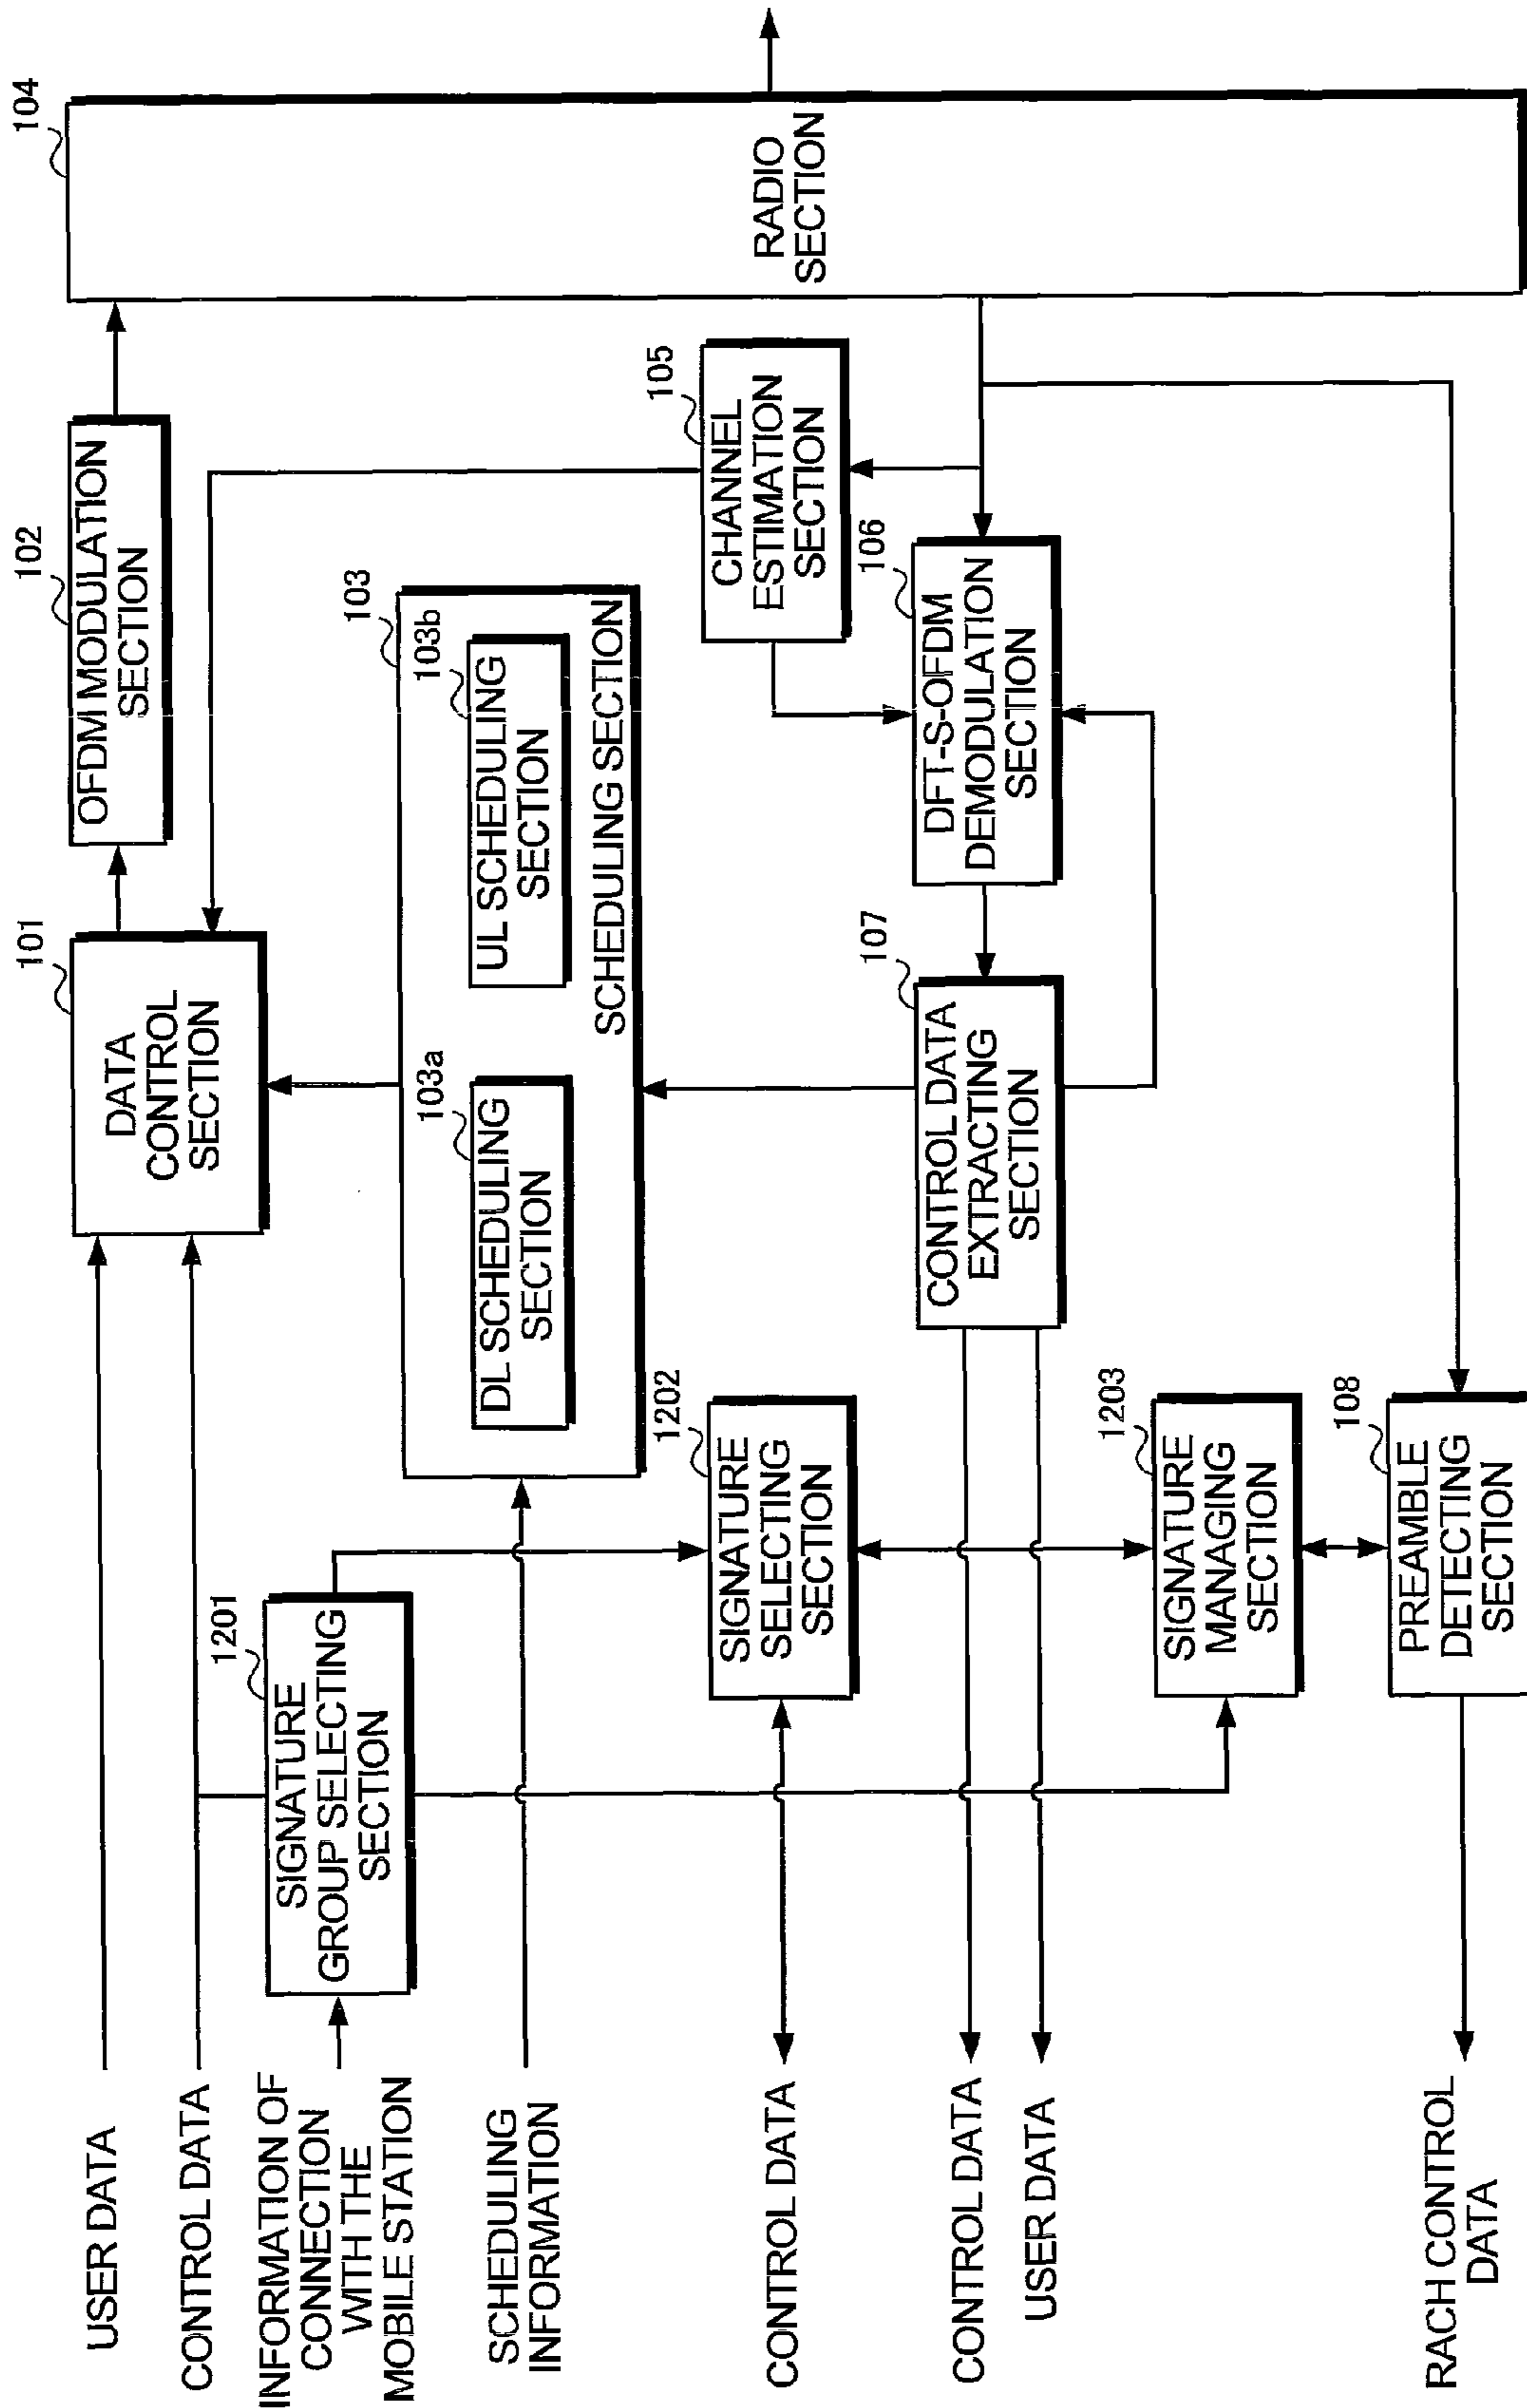 USER DATA
CONTROL DATA
INFORMATION OF
CONNECTION
WITH THE
MOBILE STATION
SCHEDULING
INFORMATION
CONTROL DATA
CONTROL DATA
USER DATA
RACH CONTROL
DATA
1201
SIGNATURE
GROUP SELECTING
SECTION
1202
SIGNATURE
SELECTING
SECTION
1203
SIGNATURE
MANAGING
SECTION
108
PREAMBLE
DETECTING
SECTION
101
DATA
CONTROL
SECTION
103
103a
DL SCHEDULING
SECTION
103b
UL SCHEDULING
SECTION
SCHEDULING SECTION
107
CONTROL DATA
EXTRACTING
SECTION
102
OFDM MODULATION
SECTION
105
CHANNEL
ESTIMATION
SECTION
106
DFT-S-OFDM
DEMODULATION
SECTION
104
RADIO
SECTION